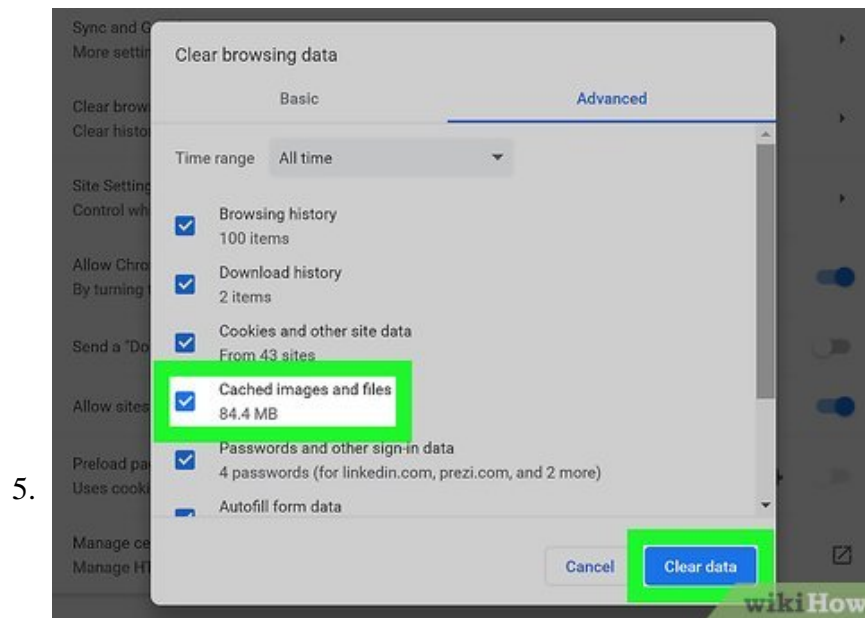 Sync and G
More settin
Clear browsing data
Basic
Advanced
Clear brow
Clear histo
Time range All time
Site Setting
Control whi
Browsing history
100 items
Allow Chro
By turning t
Download history
2 items
Send a "Do
Cookies and other site data
From 43 sites
Allow sites
Cached images and files
84.4 MB
Preload pa
Uses cooki
Passwords and other sign-in data
4 passwords (for linkedin.com, prezi.com, and 2 more)
5.
Autofill form data
Manage ce
Manage HT
Cancel
Clear data
wikiHow